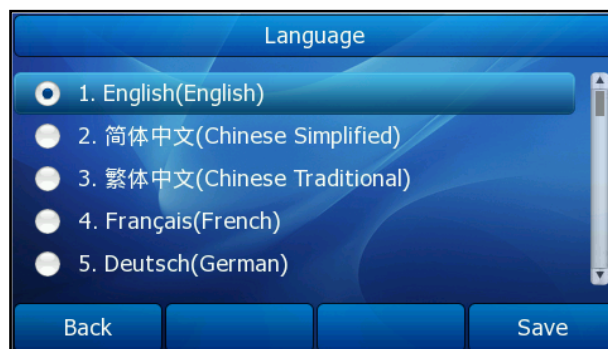 Language
1. English(English)
2. 简体中文(Chinese Simplified)
3. 繁体中文(Chinese Traditional)
4. Français(French)
5. Deutsch(German)
Back Save